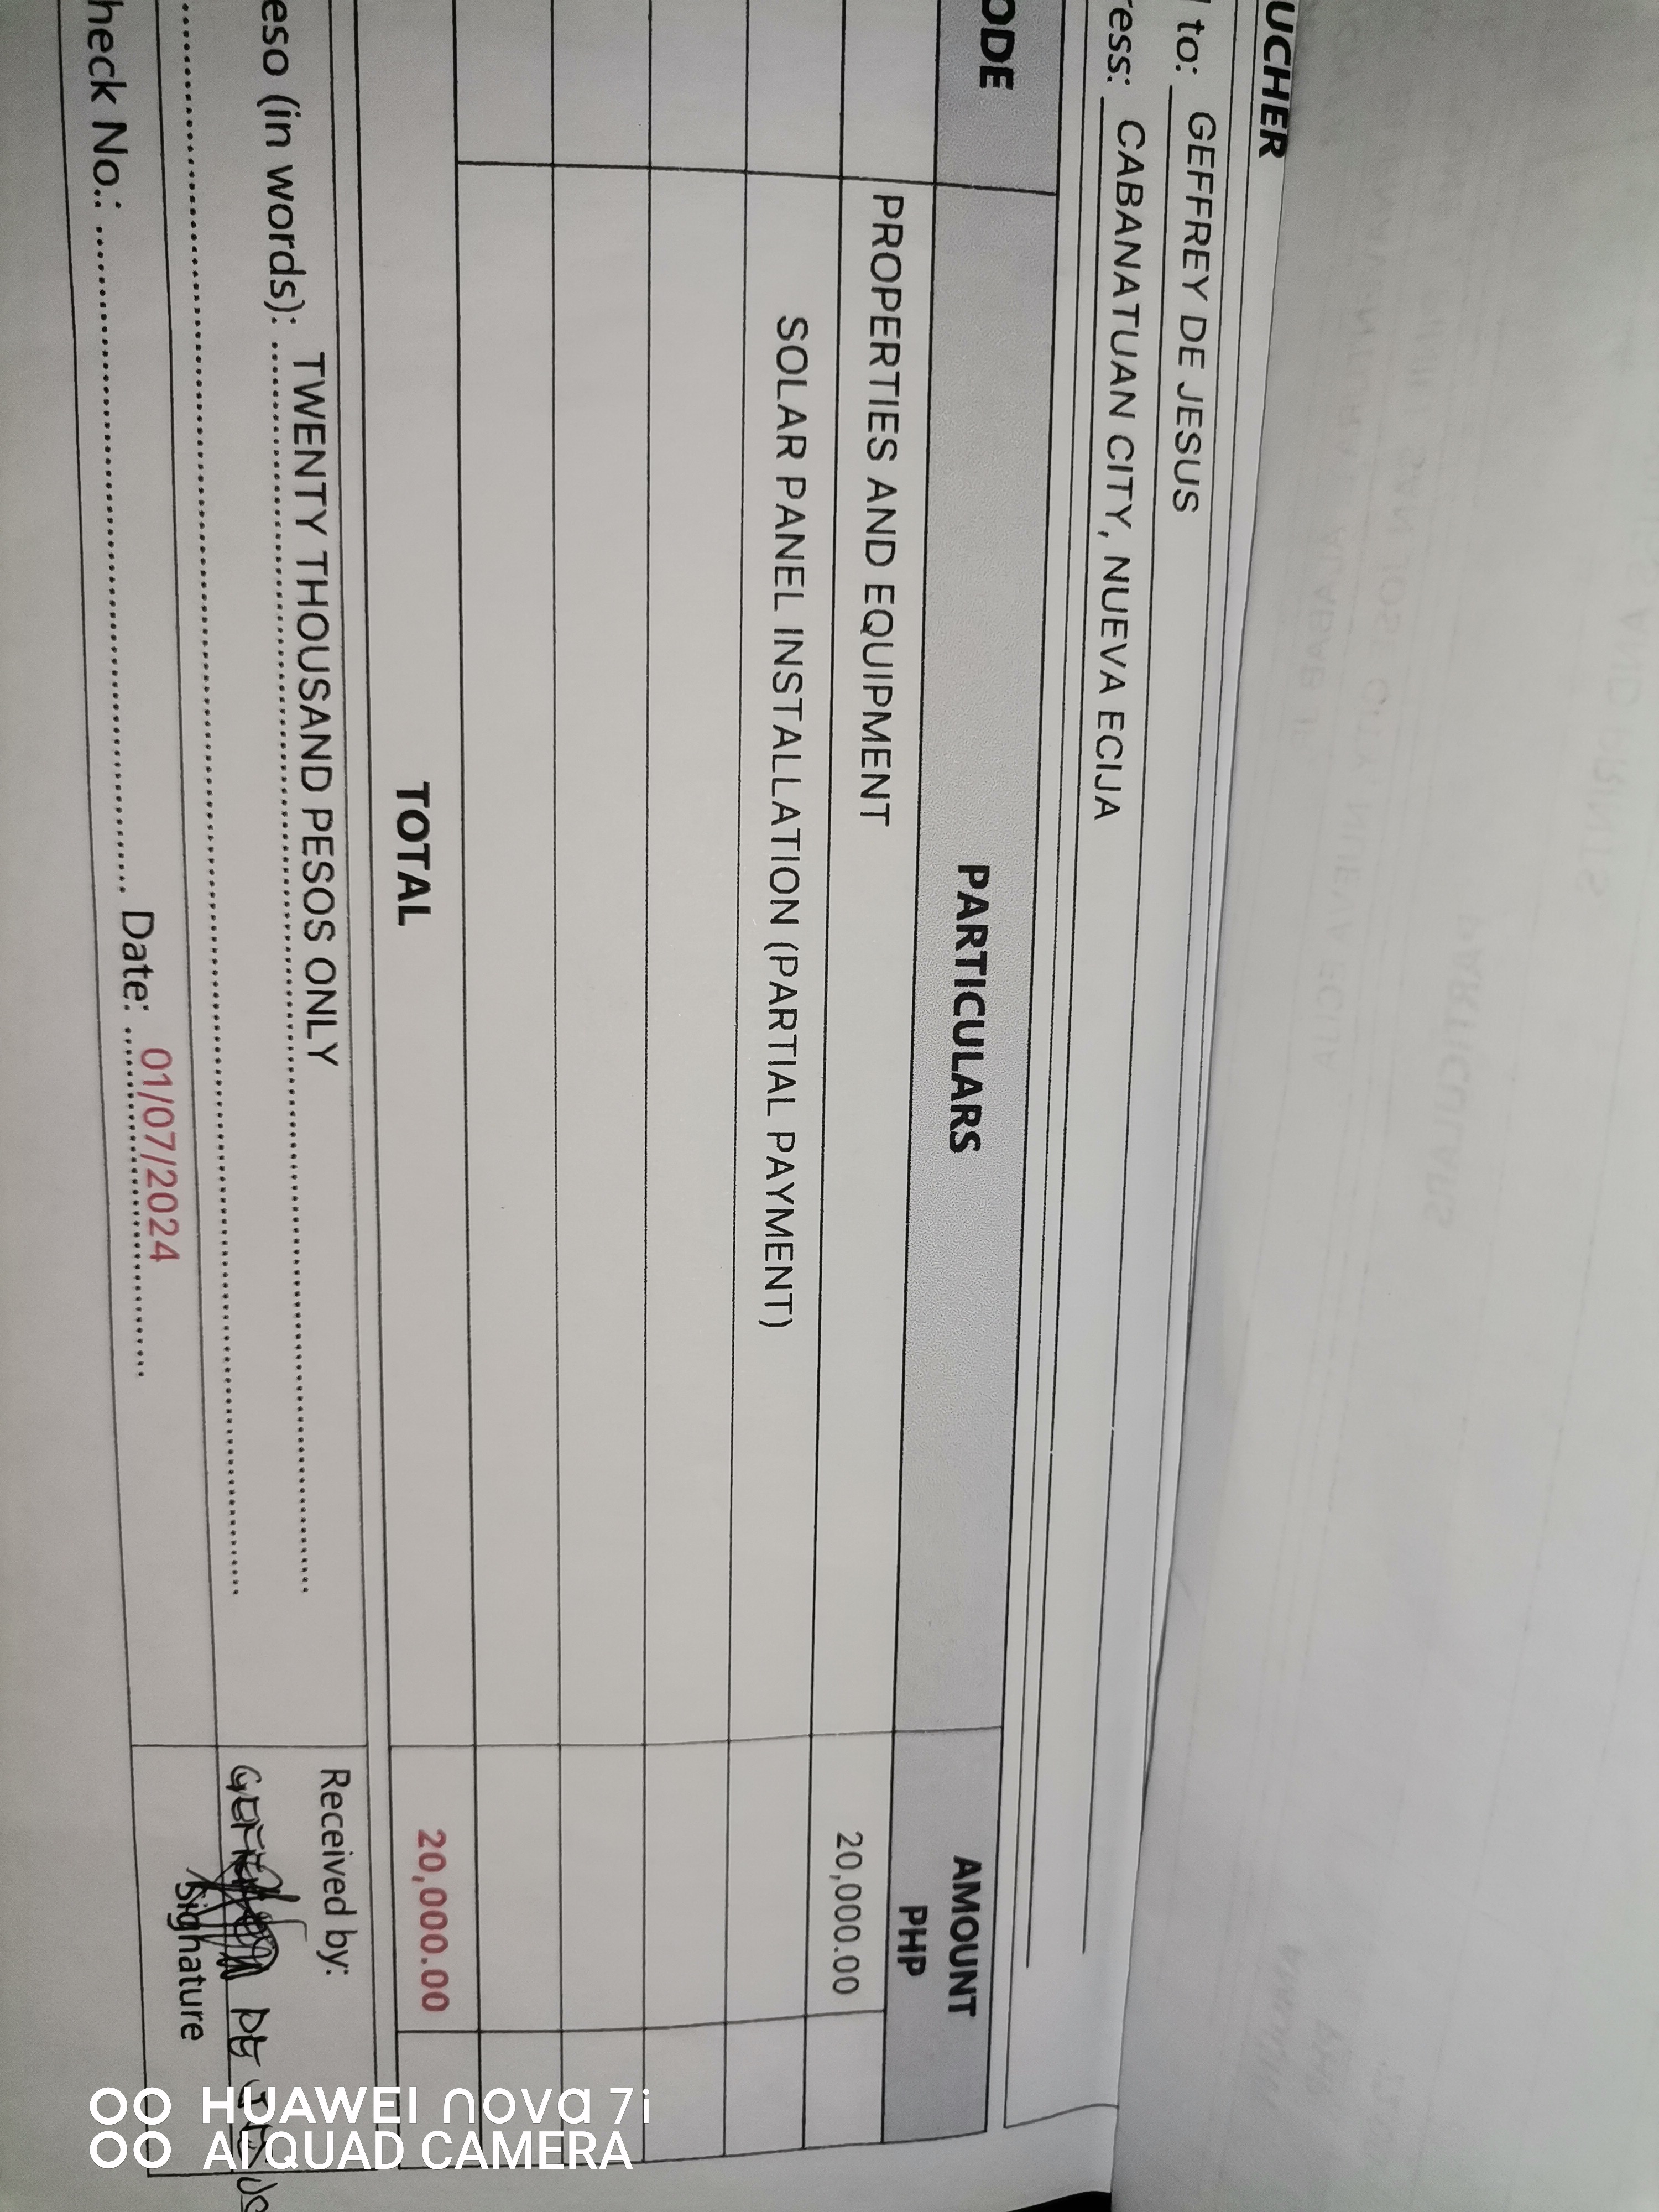 UCHER
to: GEFFREY DE JESUS
ress: CABANATUAN CITY, NUEVA ECIJA
ODE PARTICULARS AMOUNT PHP
PROPERTIES AND EQUIPMENT 20,000.00
SOLAR PANEL INSTALLATION (PARTIAL PAYMENT)
TOTAL 20,000.00
eso (in words): TWENTY THOUSAND PESOS ONLY
Received by:
DE
heck No.: Date: 01/07/2024
Signature
HUAWEI nova 7i
AI QUAD CAMERA